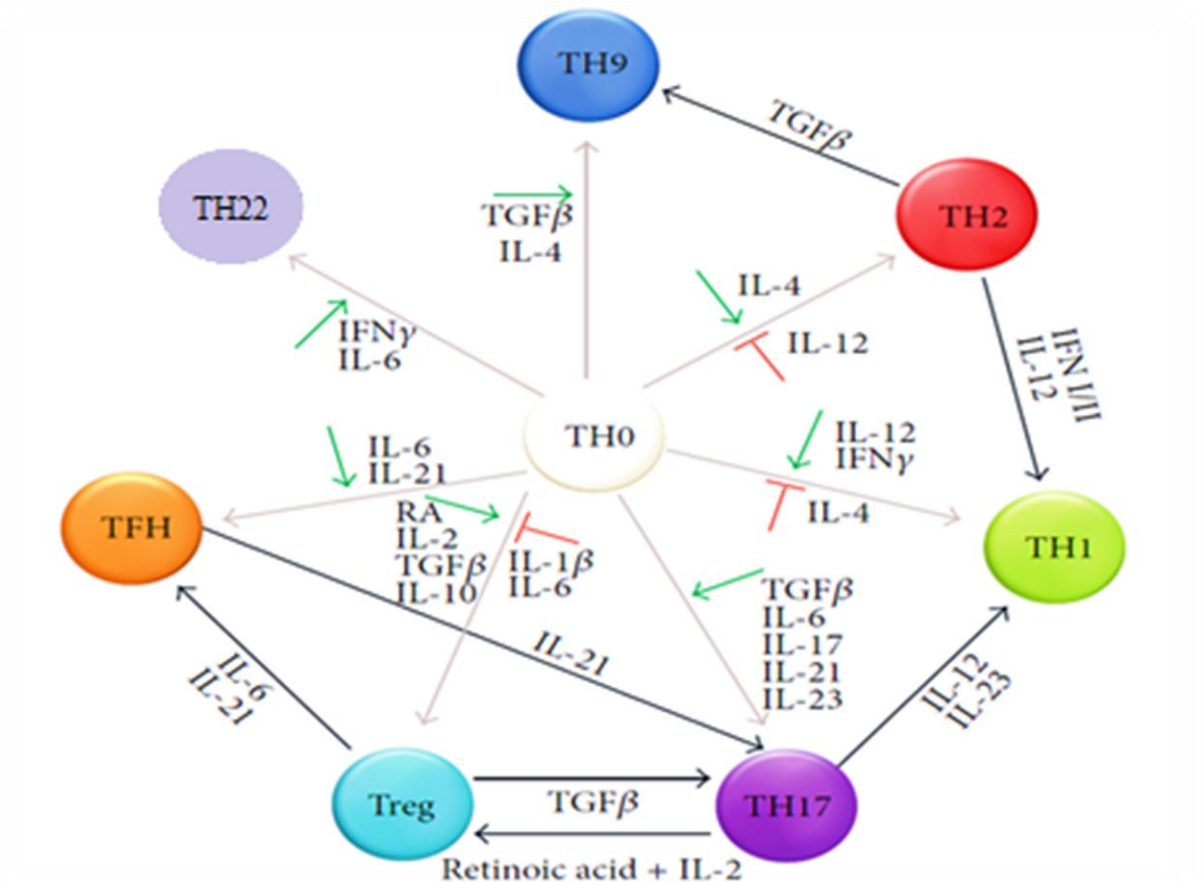 TH9
TGFβ
TH22
TH2
TGFβ
IL-4
IL-4
IFNγ
IL-6
IL-12
IFN I/II
IL-12
TH0
IL-12
IFNγ
IL-6
IL-21
IL-4
TFH
RA
IL-2
TGFβ
IL-10
IL-1β
IL-6
TH1
TGFβ
IL-6
IL-17
IL-21
IL-23
IL-21
IL-6
IL-21
IL-12
IL-23
Treg
TGFβ
TH17
Retinoic acid + IL-2